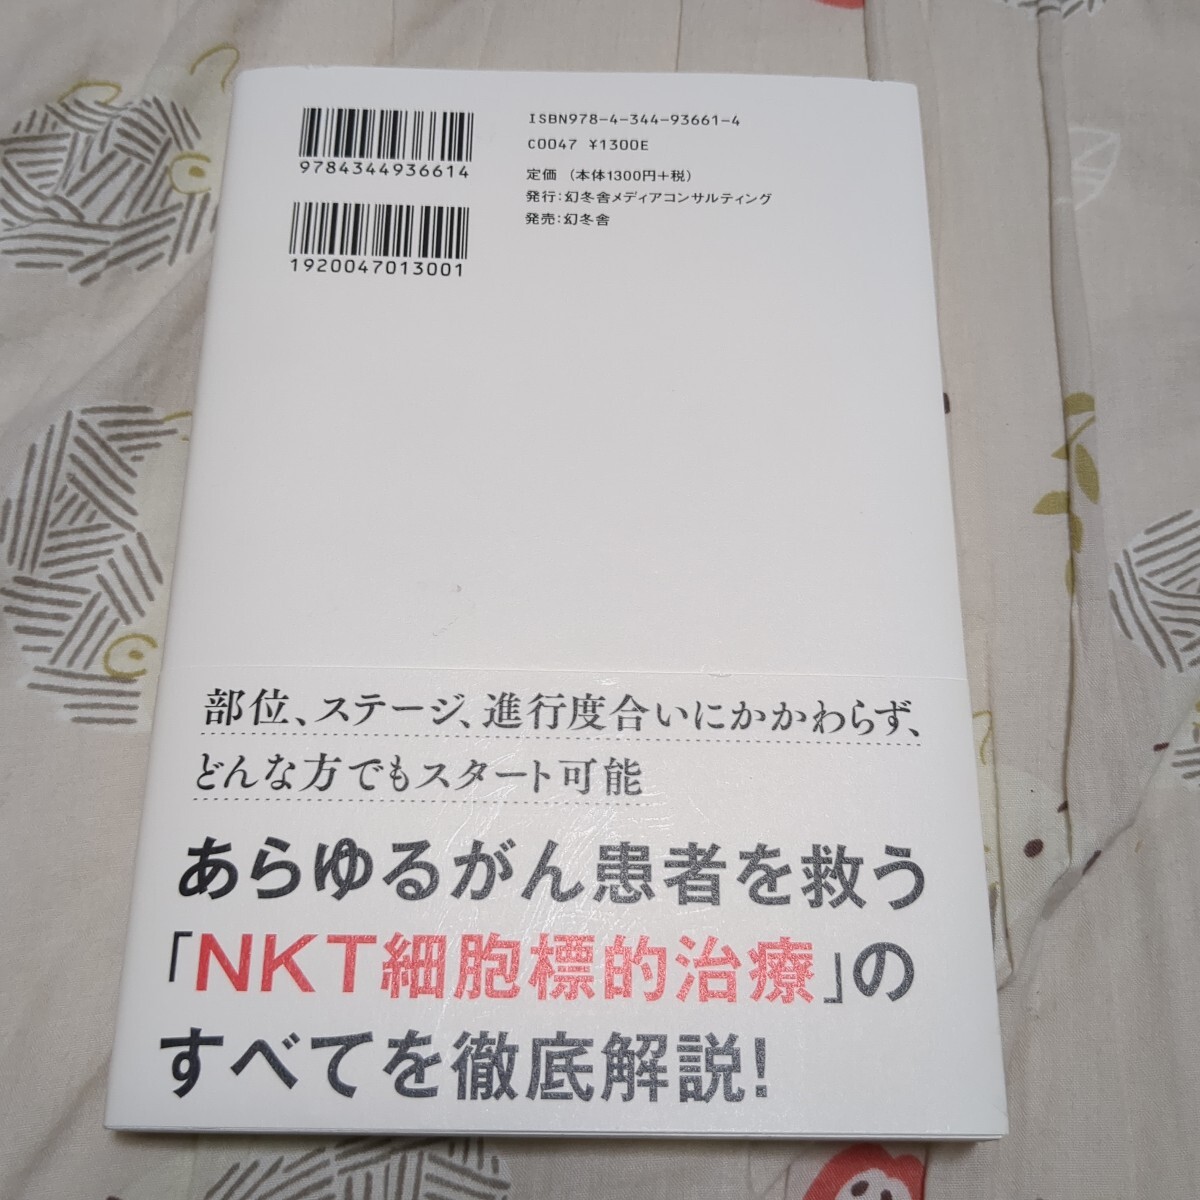 9784344936614
1920047013001
ISBN978-4-344-93661-4
C0047 ¥1300E
定価 (本体1300円+税)
発行:幻冬舎メディアコンサルティング
発売:幻冬舎
部位、ステージ、進行度合いにかかわらず、
どんな方でもスタート可能
あらゆるがん患者を救う
「NKT細胞標的治療」の
すべてを徹底解説!